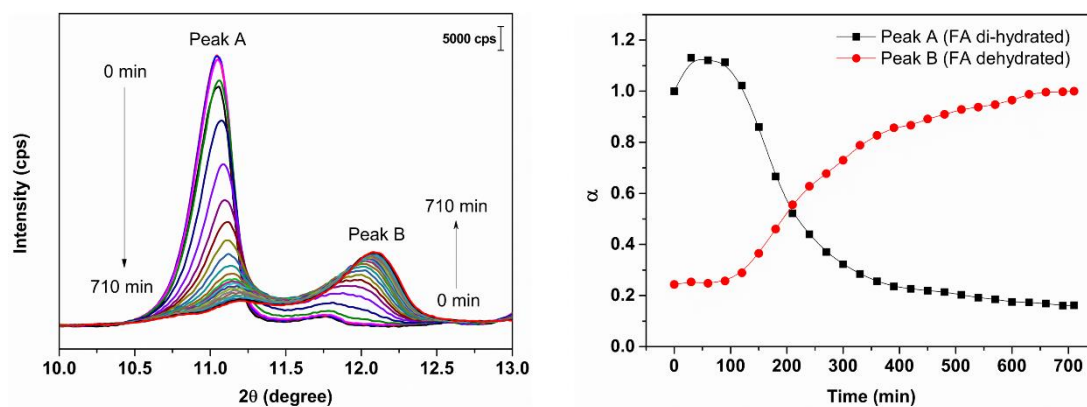 Peak A
5000 cps
0 min
710 min
Peak B
710 min
0 min
Intensity (cps)
10.0 10.5 11.0 11.5 12.0 12.5 13.0
2θ (degree)
Peak A (FA di-hydrated)
Peak B (FA dehydrated)
1.2
1.0
0.8
0.6
0.4
0.2
0.0
α
0 100 200 300 400 500 600 700
Time (min)